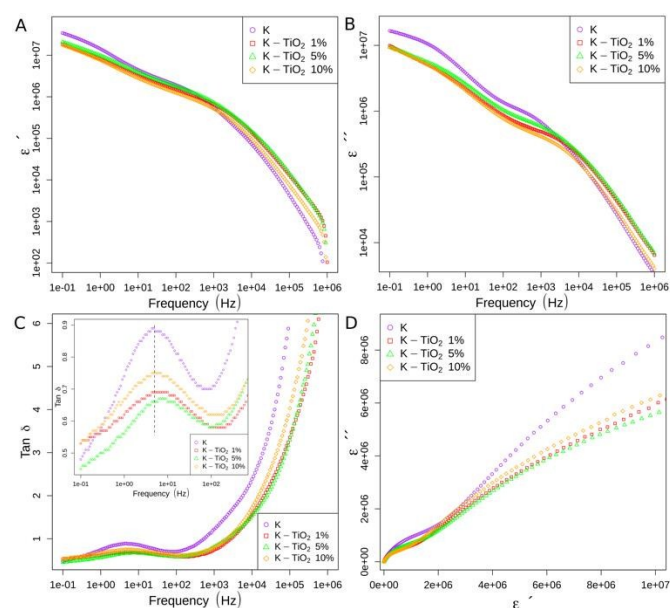 A
K
K − TiO₂ 1%
K − TiO₂ 5%
K − TiO₂ 10%
1e+07
1e+06
1e+05
1e+04
1e+03
1e+02
ε ´
1e-01 1e+00 1e+01 1e+02 1e+03 1e+04 1e+05 1e+06
Frequency (Hz)
B
K
K − TiO₂ 1%
K − TiO₂ 5%
K − TiO₂ 10%
1e+07
1e+06
1e+05
1e+04
ε ´´
1e-01 1e+00 1e+01 1e+02 1e+03 1e+04 1e+05 1e+06
Frequency (Hz)
C
6
5
4
3
2
1
Tan δ
0.9
0.8
0.7
0.6
0.5
Tan δ
K
K − TiO₂ 1%
K − TiO₂ 5%
K − TiO₂ 10%
1e-01 1e+00 1e+01 1e+02
Frequency (Hz)
K
K − TiO₂ 1%
K − TiO₂ 5%
K − TiO₂ 10%
1e-01 1e+00 1e+01 1e+02 1e+03 1e+04 1e+05 1e+06
Frequency (Hz)
D
K
K − TiO₂ 1%
K − TiO₂ 5%
K − TiO₂ 10%
8e+06
6e+06
4e+06
2e+06
0e+00
ε ´´
0e+00 2e+06 4e+06 6e+06 8e+06 1e+07
ε ´